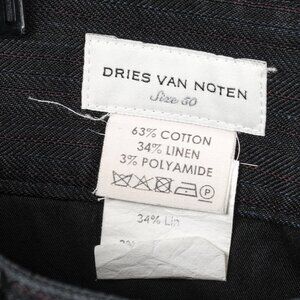 DRIES VAN NOTEN
Size 50
63% COTTON
34% LINEN
3% POLYAMIDE
P
34% Lin